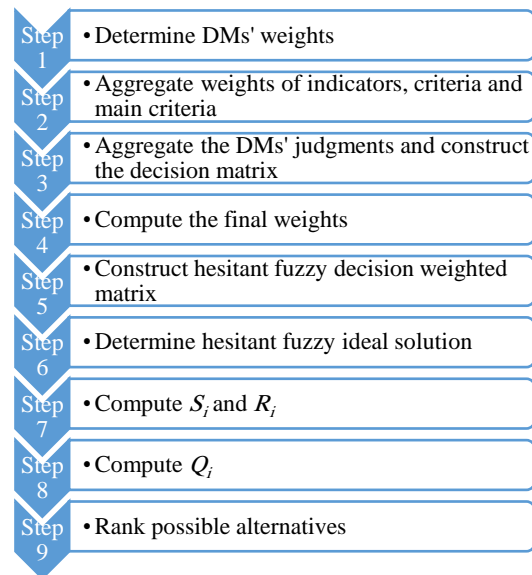 Step
1
• Determine DMs' weights
Step
2
• Aggregate weights of indicators, criteria and
main criteria
Step
3
• Aggregate the DMs' judgments and construct
the decision matrix
Step
4
• Compute the final weights
Step
5
• Construct hesitant fuzzy decision weighted
matrix
Step
6
• Determine hesitant fuzzy ideal solution
Step
7
• Compute S_i and R_i
Step
8
• Compute Q_i
Step
9
• Rank possible alternatives